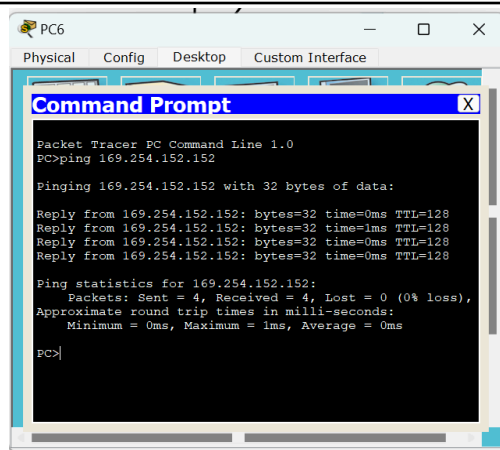 PC6
Physical Config Desktop Custom Interface
Command Prompt
X
Packet Tracer PC Command Line 1.0
PC>ping 169.254.152.152
Pinging 169.254.152.152 with 32 bytes of data:
Reply from 169.254.152.152: bytes=32 time=0ms TTL=128
Reply from 169.254.152.152: bytes=32 time=1ms TTL=128
Reply from 169.254.152.152: bytes=32 time=0ms TTL=128
Reply from 169.254.152.152: bytes=32 time=0ms TTL=128
Ping statistics for 169.254.152.152:
Packets: Sent = 4, Received = 4, Lost = 0 (0% loss),
Approximate round trip times in milli-seconds:
Minimum = 0ms, Maximum = 1ms, Average = 0ms
PC>